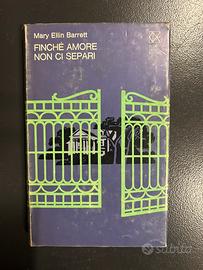 Mary Ellin Barrett
FINCHÉ AMORE
NON CI SEPARI
subito